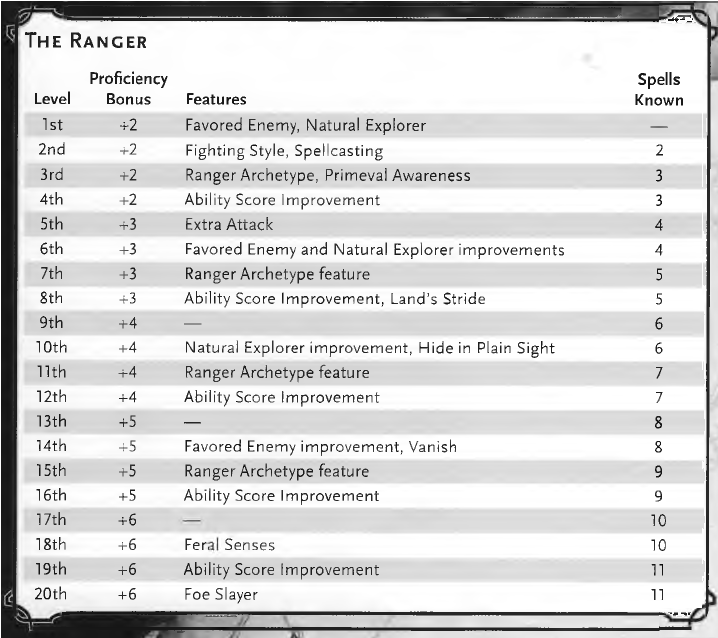 THE RANGER
Proficiency Spells
Level Bonus Features Known
1st +2 Favored Enemy, Natural Explorer —
2nd +2 Fighting Style, Spellcasting 2
3rd +2 Ranger Archetype, Primeval Awareness 3
4th +2 Ability Score Improvement 3
5th +3 Extra Attack 4
6th +3 Favored Enemy and Natural Explorer improvements 4
7th +3 Ranger Archetype feature 5
8th +3 Ability Score Improvement, Land's Stride 5
9th +4 — 6
10th +4 Natural Explorer improvement, Hide in Plain Sight 6
11th +4 Ranger Archetype feature 7
12th +4 Ability Score Improvement 7
13th +5 — 8
14th +5 Favored Enemy improvement, Vanish 8
15th +5 Ranger Archetype feature 9
16th +5 Ability Score Improvement 9
17th +6 — 10
18th +6 Feral Senses 10
19th +6 Ability Score Improvement 11
20th +6 Foe Slayer 11